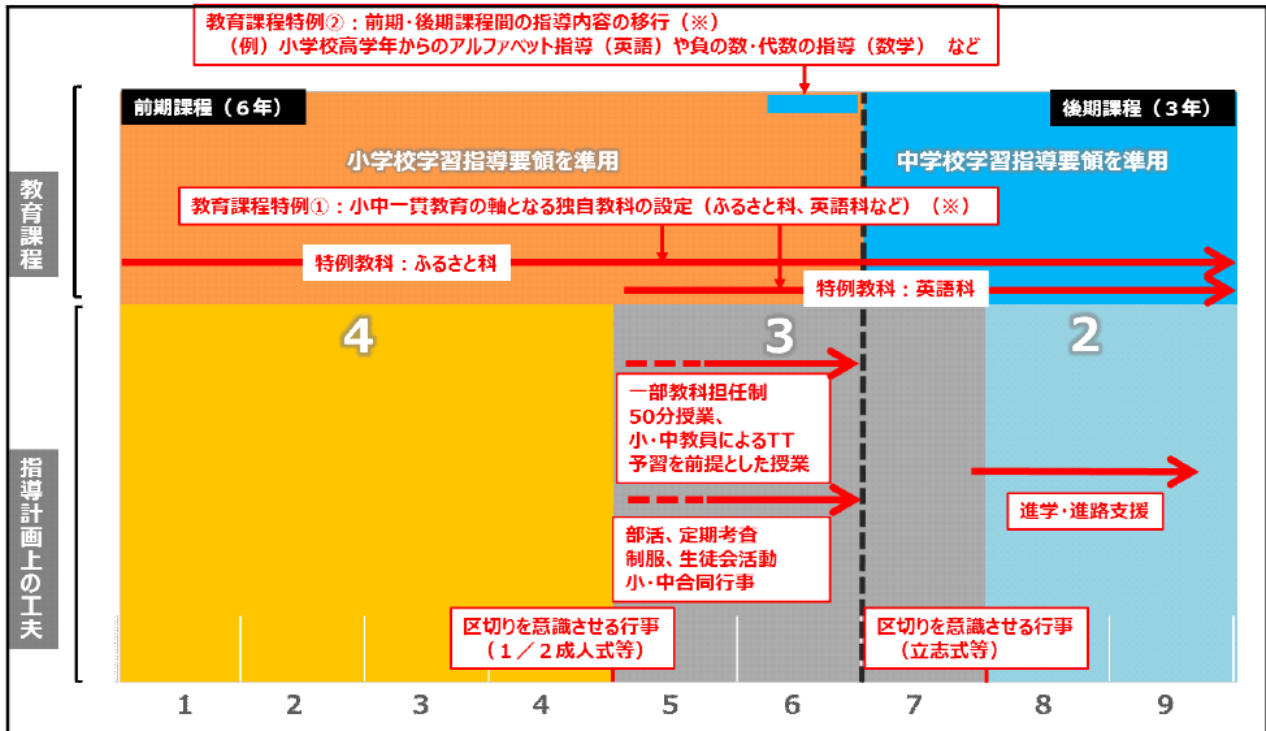 教育課程特例②：前期・後期課程間の指導内容の移行（※）
（例）小学校高学年からのアルファベット指導（英語）や負の数・代数の指導（数学） など
前期課程（６年）
後期課程（３年）
小学校学習指導要領を準用
中学校学習指導要領を準用
教育課程
教育課程特例①：小中一貫教育の軸となる独自教科の設定（ふるさと科、英語科など）（※）
特例教科：ふるさと科
特例教科：英語科
4
3
2
指導計画上の工夫
一部教科担任制
50分授業、
小・中教員によるTT
予習を前提とした授業
部活、定期考査
制服、生徒会活動
小・中合同行事
進学・進路支援
区切りを意識させる行事
（１／２成人式等）
区切りを意識させる行事
（立志式等）
1 2 3 4 5 6 7 8 9